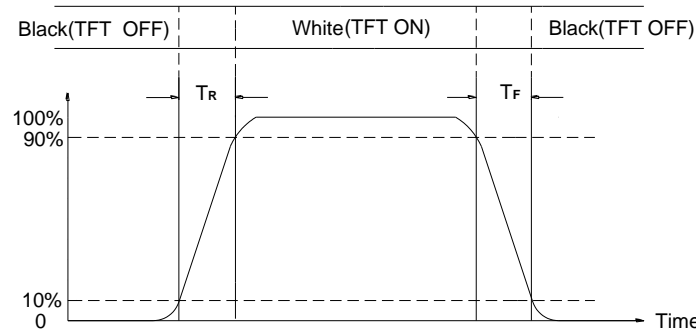 Black(TFT OFF) White(TFT ON) Black(TFT OFF)
TR TF
100%
90%
10%
0
Time